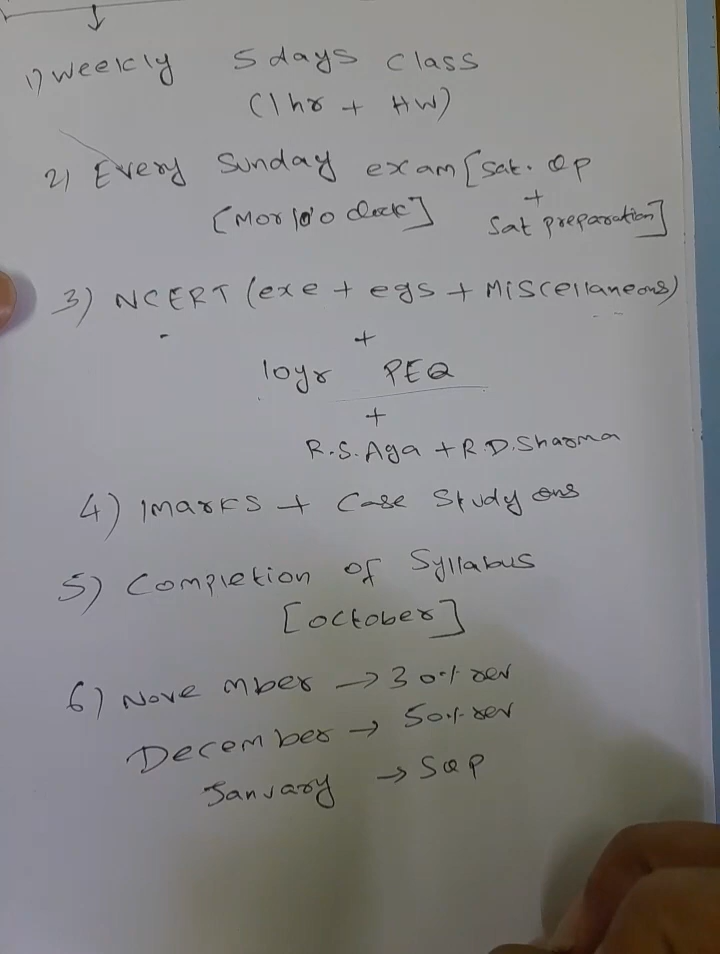 1) Weekly 5 days class
(1 hr + HW)
2) Every Sunday exam [Sat. QP
+
[Mor 10'o clock] Sat preparation]
3) NCERT (exe + egs + Miscellaneous)
+
10yr PEQ
+
R.S.Aga + R.D.Sharma
4) 1marks + Case Study qns
5) Completion of Syllabus
[October]
6) November → 30% rev
December → 50% rev
January → SQP